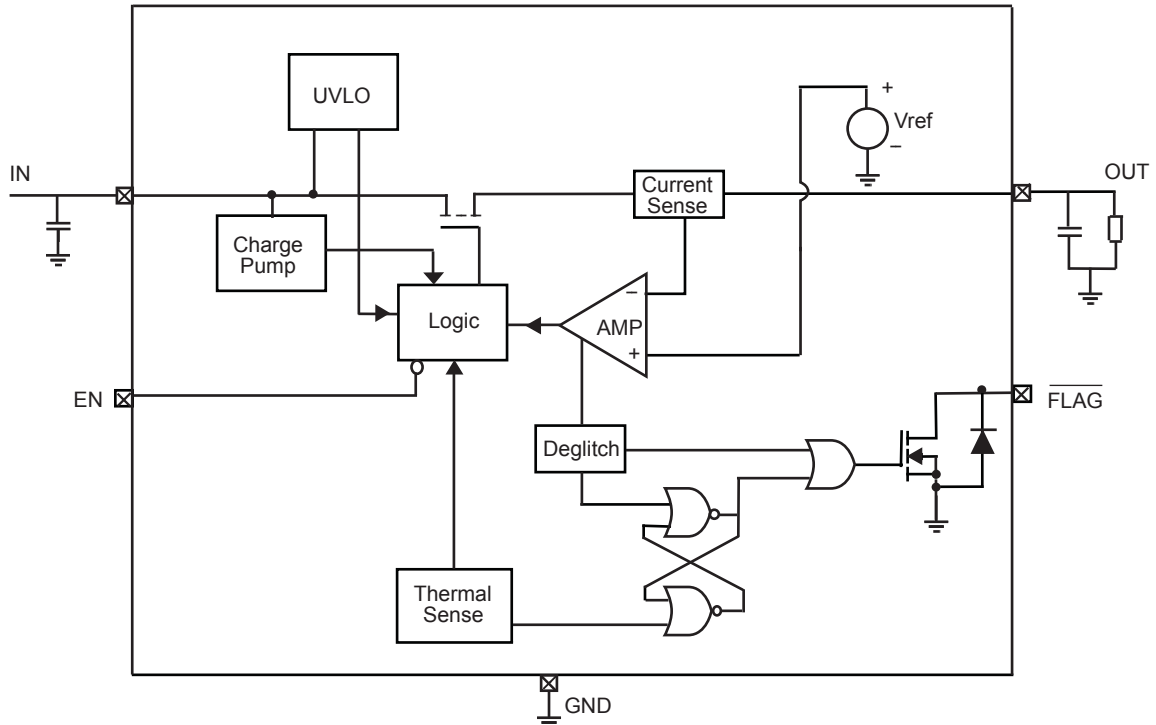 UVLO
+
Vref
–
IN
OUT
Current
Sense
Charge
Pump
–
Logic
AMP
+
EN
FLAG
Deglitch
Thermal
Sense
GND